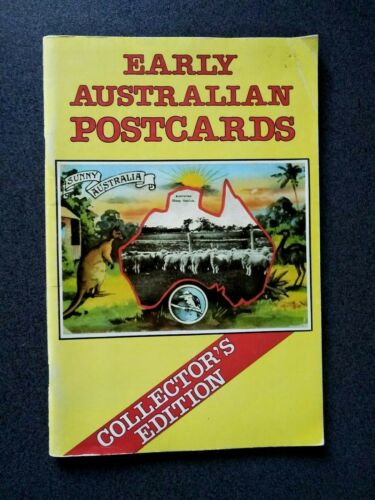 EARLY
AUSTRALIAN
POSTCARDS
SUNNY
AUSTRALIA
COLLECTOR'S
EDITION